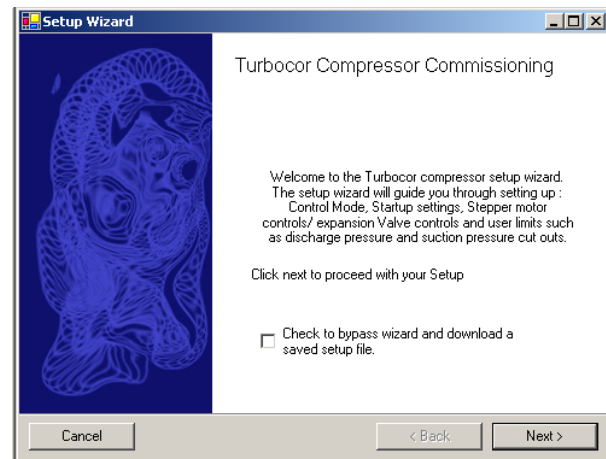 Setup Wizard
Turbocor Compressor Commissioning
Welcome to the Turbocor compressor setup wizard.
The setup wizard will guide you through setting up :
Control Mode, Startup settings, Stepper motor
controls/ expansion Valve controls and user limits such
as discharge pressure and suction pressure cut outs.
Click next to proceed with your Setup
Check to bypass wizard and download a
saved setup file.
Cancel
< Back
Next >